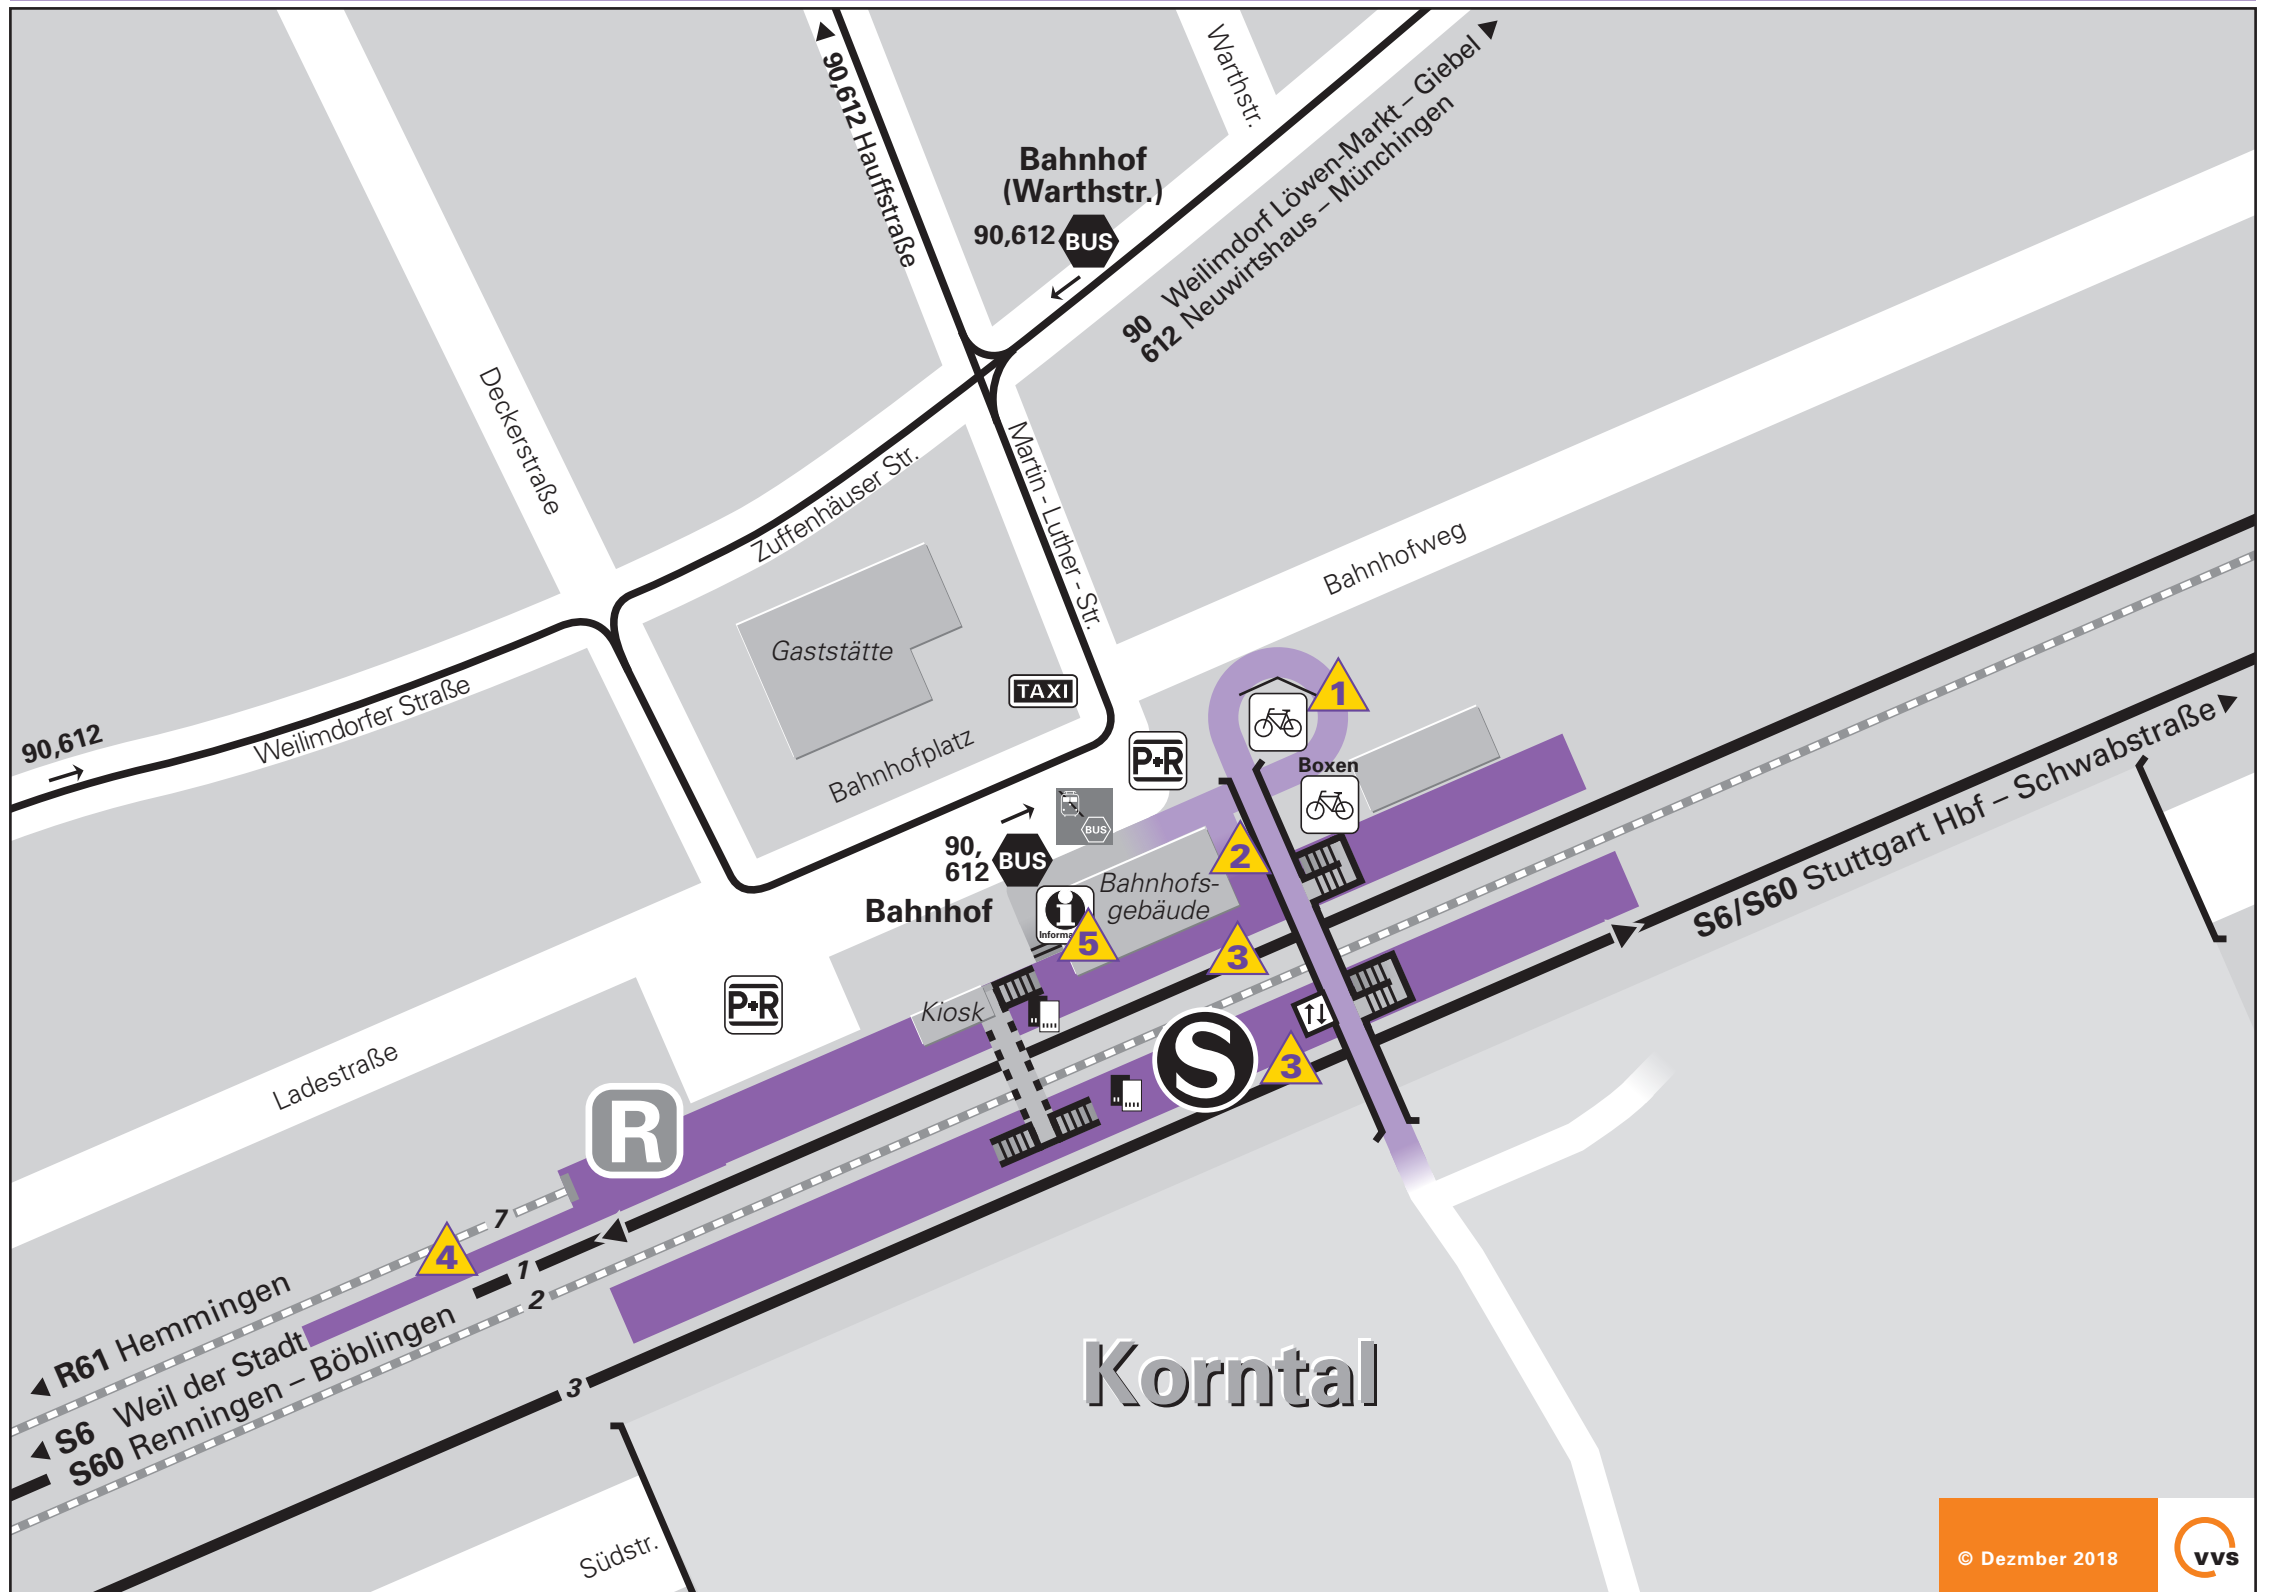 90,612 Hauffstraße
Warthstr.
Bahnhof
(Warthstr.)
90,612
BUS
90 Weilimdorf Löwen-Markt – Giebel
612 Neuwirtshaus – Münchingen
Deckerstraße
Zuffenhäuser Str.
Martin - Luther - Str.
Bahnhofweg
Gaststätte
TAXI
Weilimdorfer Straße
90,612
Bahnhofplatz
P+R
1
Boxen
BUS
90,
612
BUS
Bahnhof
2
Bahnhofs-
gebäude
i
5
3
S6/S60 Stuttgart Hbf – Schwabstraße
P+R
Kiosk
Ladestraße
S
3
R
7
4
1
2
3
R61 Hemmingen
S6 Weil der Stadt
S60 Renningen – Böblingen
Korntal
Südstr.
© Dezmber 2018
vvs